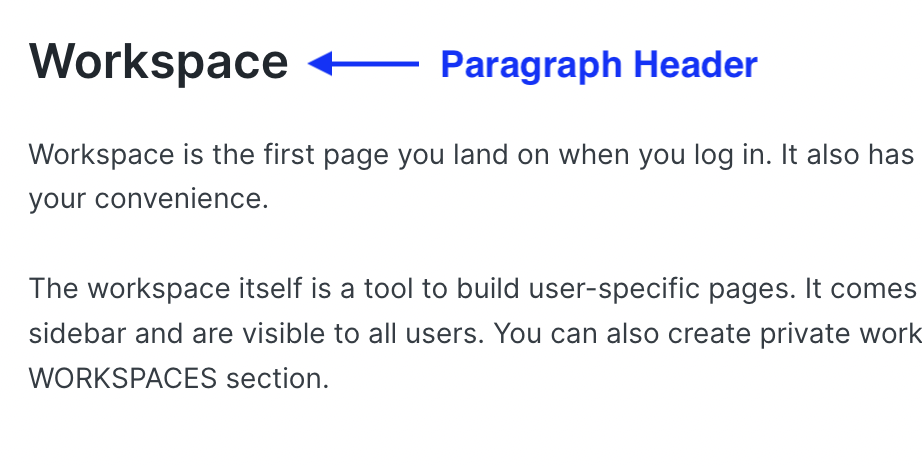 Workspace Paragraph Header
Workspace is the first page you land on when you log in. It also has
your convenience.
The workspace itself is a tool to build user-specific pages. It comes
sidebar and are visible to all users. You can also create private work
WORKSPACES section.